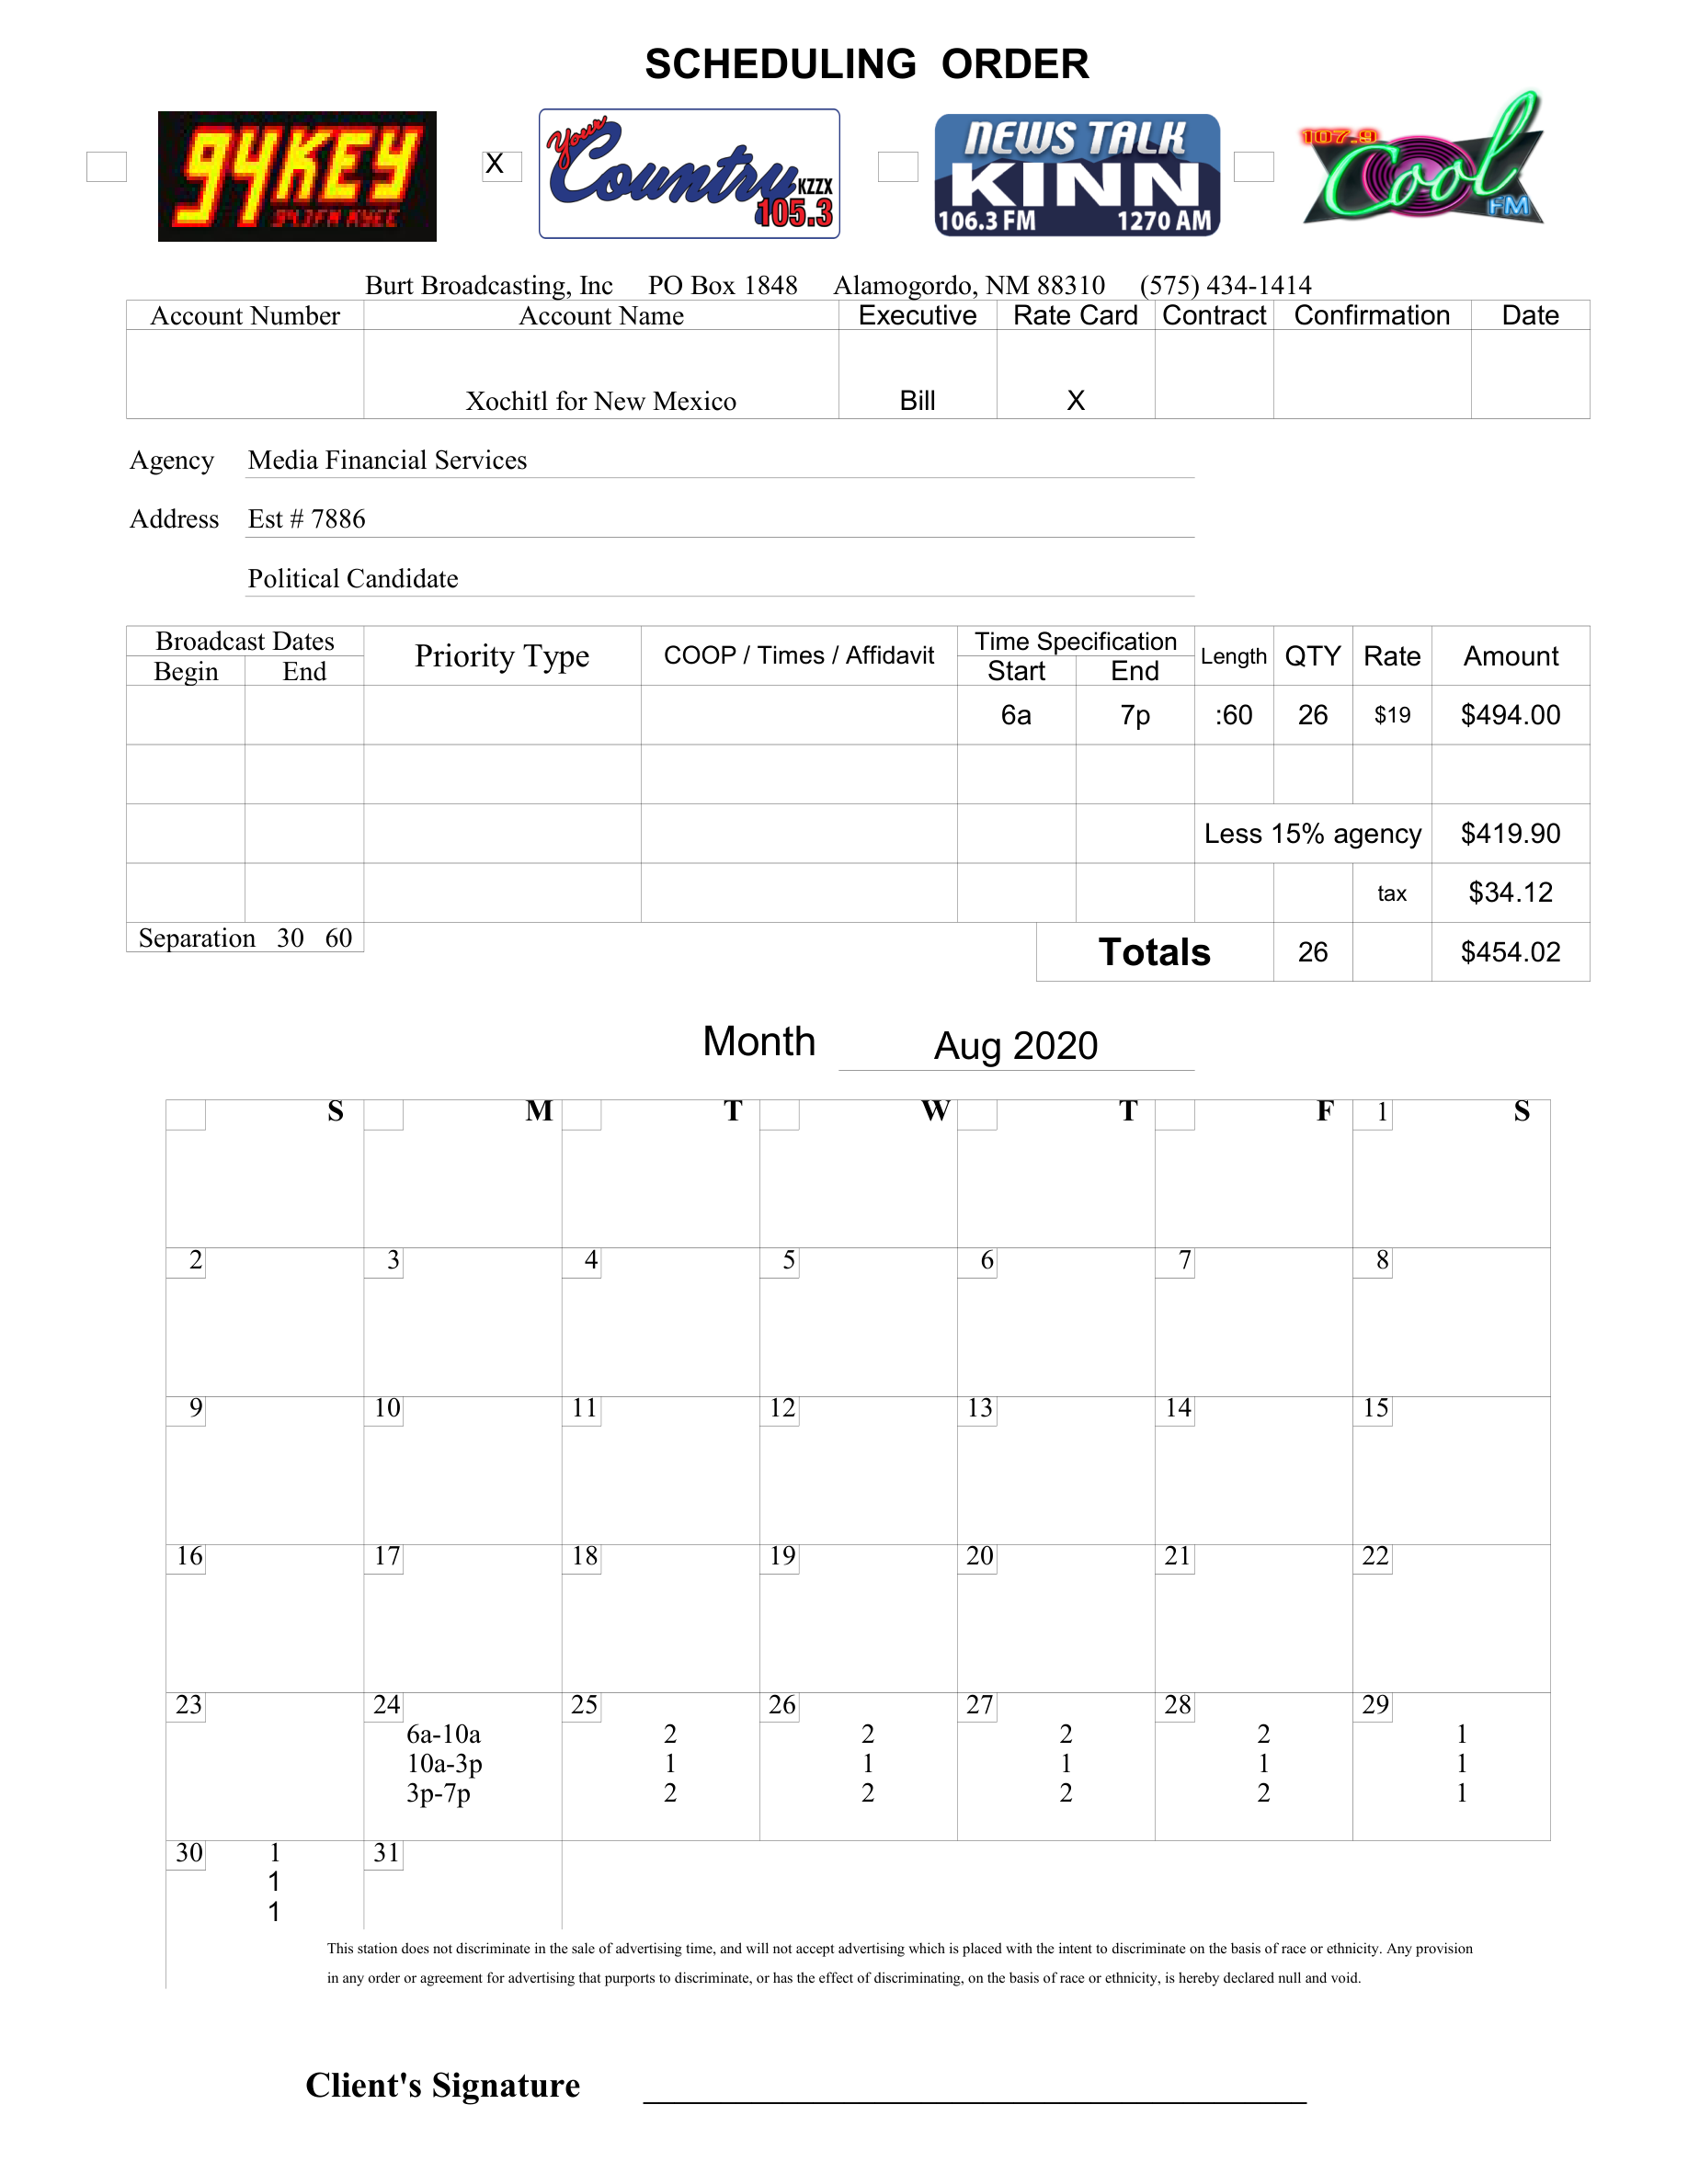 SCHEDULING ORDER
94KEY
94.3FM KYEE
X
Your Country KZZX 105.3
NEWS TALK
KINN
106.3 FM 1270 AM
107.9
Cool
FM
Burt Broadcasting, Inc PO Box 1848 Alamogordo, NM 88310 (575) 434-1414
Account Number Account Name Executive Rate Card Contract Confirmation Date
Xochitl for New Mexico Bill X
Agency Media Financial Services
Address Est # 7886
Political Candidate
Broadcast Dates Priority Type COOP / Times / Affidavit Time Specification Length QTY Rate Amount
Begin End Start End
6a 7p :60 26 $19 $494.00
Less 15% agency $419.90
tax $34.12
Separation 30 60
Totals 26 $454.02
Month Aug 2020
S M T W T F 1 S
2 3 4 5 6 7 8
9 10 11 12 13 14 15
16 17 18 19 20 21 22
23 24 25 26 27 28 29
6a-10a 2 2 2 2 1
10a-3p 1 1 1 1 1
3p-7p 2 2 2 2 1
30 1 31
1
1
This station does not discriminate in the sale of advertising time, and will not accept advertising which is placed with the intent to discriminate on the basis of race or ethnicity. Any provision
in any order or agreement for advertising that purports to discriminate, or has the effect of discriminating, on the basis of race or ethnicity, is hereby declared null and void.
Client's Signature